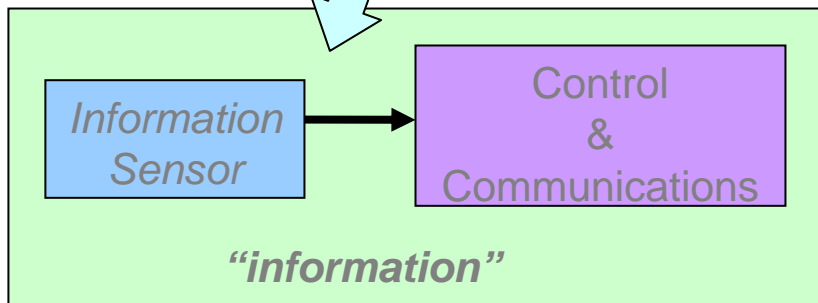 Information
Sensor
Control
&
Communications
“information”